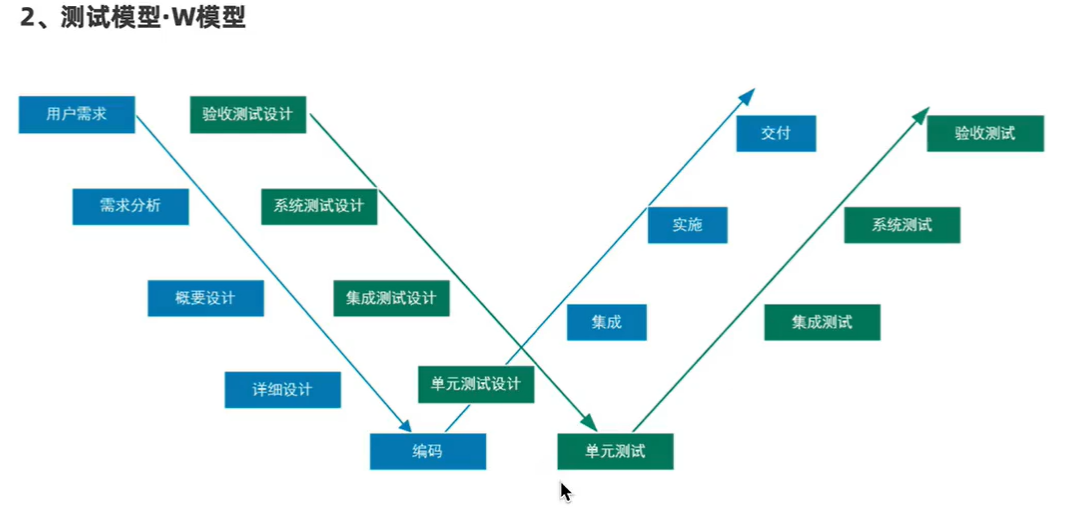 2、测试模型·W模型
用户需求
验收测试设计
交付
验收测试
需求分析
系统测试设计
实施
系统测试
概要设计
集成测试设计
集成
集成测试
详细设计
单元测试设计
编码
单元测试